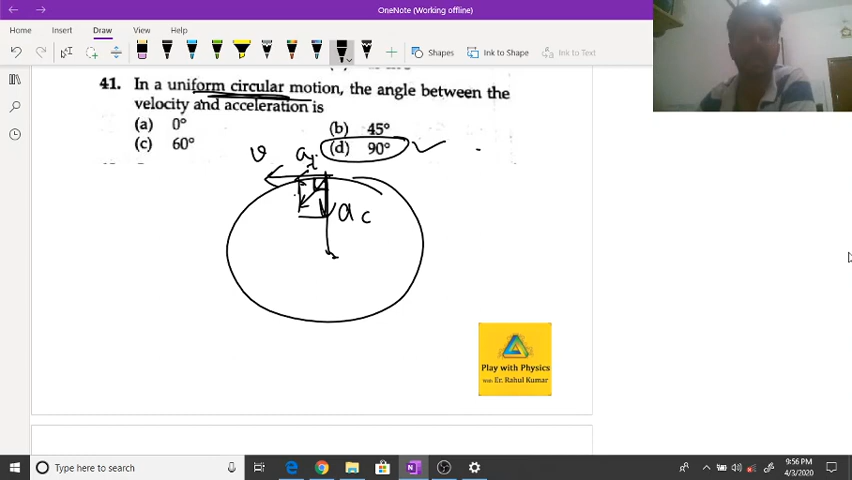 OneNote (Working offline)
Home Insert Draw View Help
Shapes Ink to Shape Ink to Text
41. In a uniform circular motion, the angle between the
velocity and acceleration is
(a) 0° (b) 45°
(c) 60° (d) 90°
v
a c
Play with Physics
With Er. Rahul Kumar
Type here to search
9:56 PM
4/3/2020